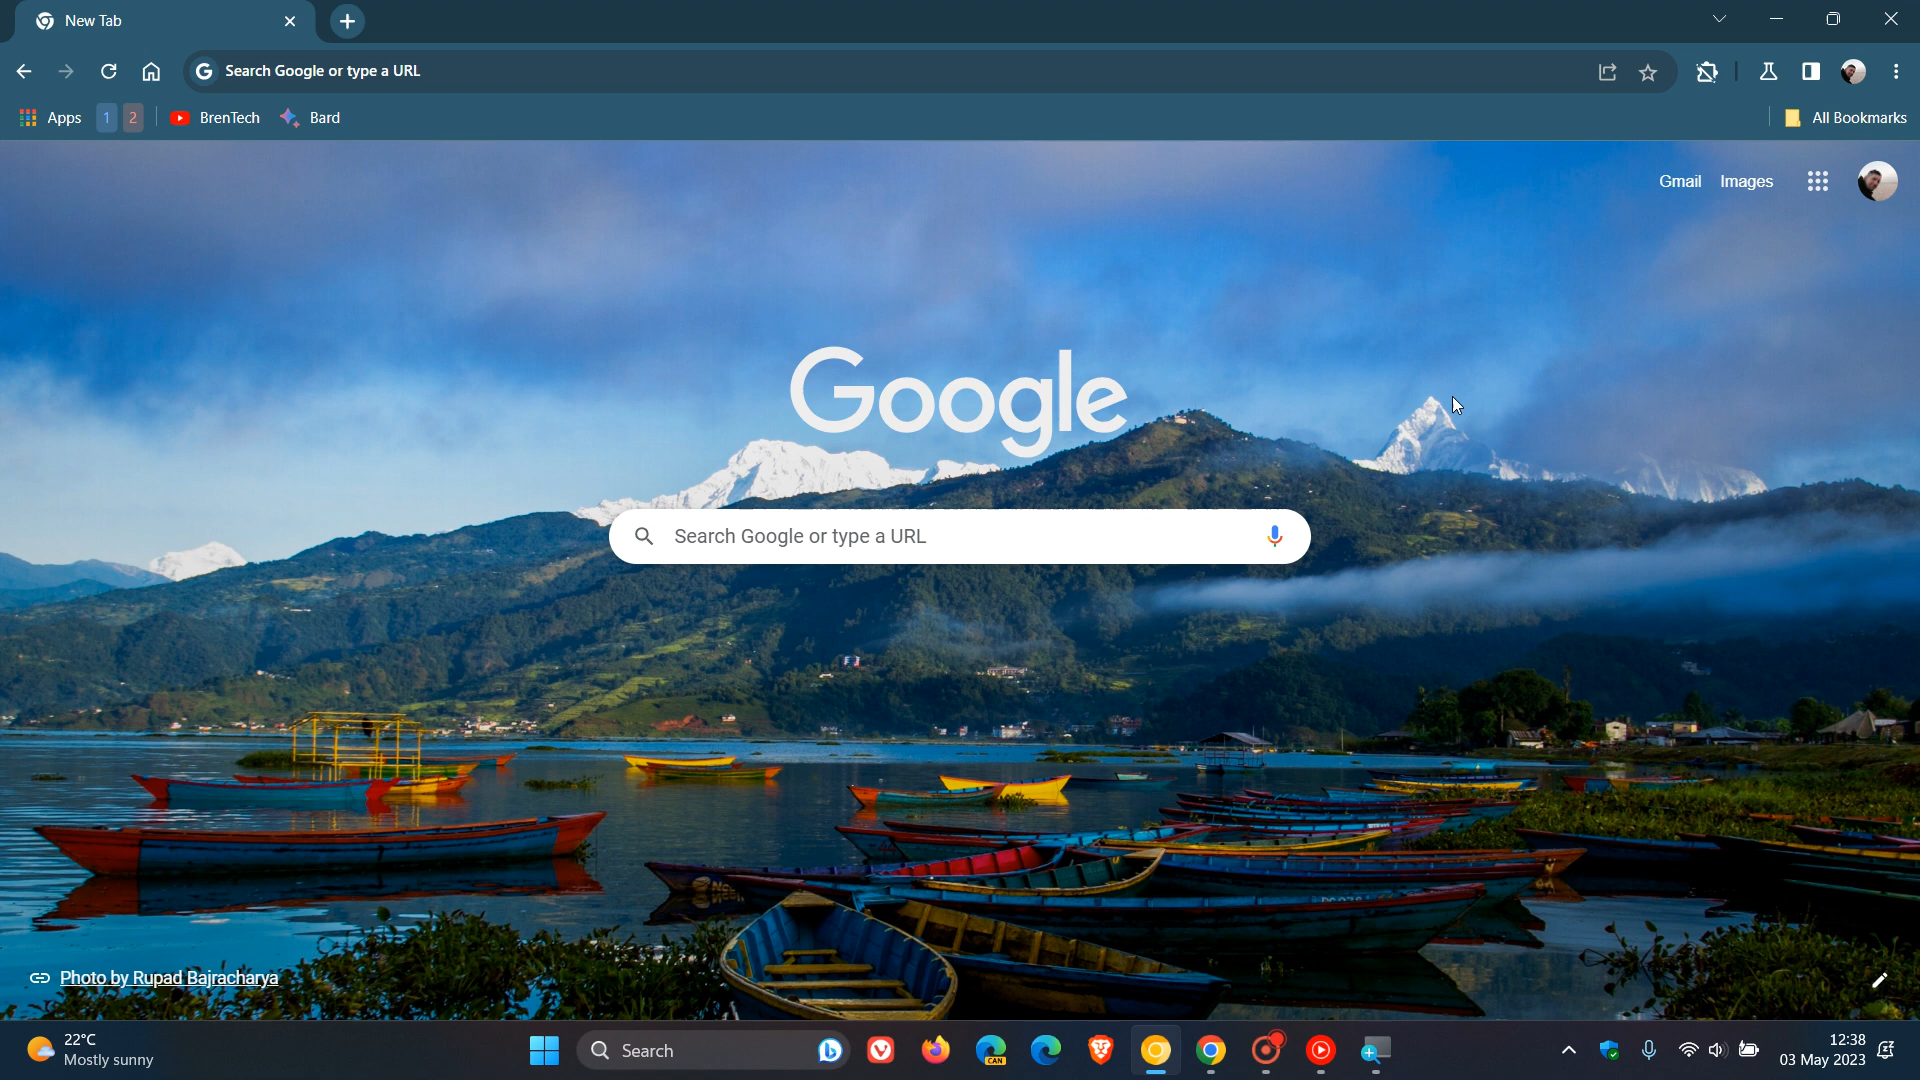 New Tab
Search Google or type a URL
Apps 1 2 BrenTech Bard All Bookmarks
Gmail Images
Google
Search Google or type a URL
Photo by Rupad Bajracharya
22°C
Mostly sunny
Search
CAN
12:38
03 May 2023